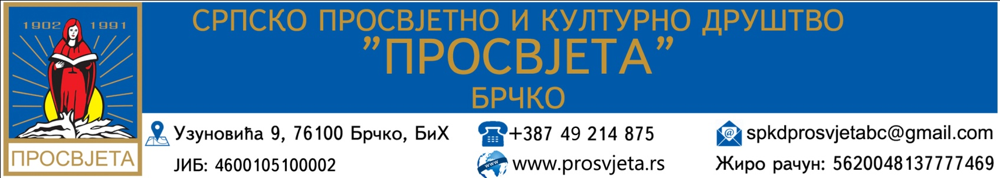 1902 1991
ПРОСВЈЕТА
СРПСКО ПРОСВЈЕТНО И КУЛТУРНО ДРУШТВО
”ПРОСВЈЕТА”
БРЧКО
Узуновића 9, 76100 Брчко, БиХ
+387 49 214 875
spkdprosvjetabc@gmail.com
ЈИБ: 4600105100002
www
www.prosvjeta.rs
Жиро рачун: 5620048137777469